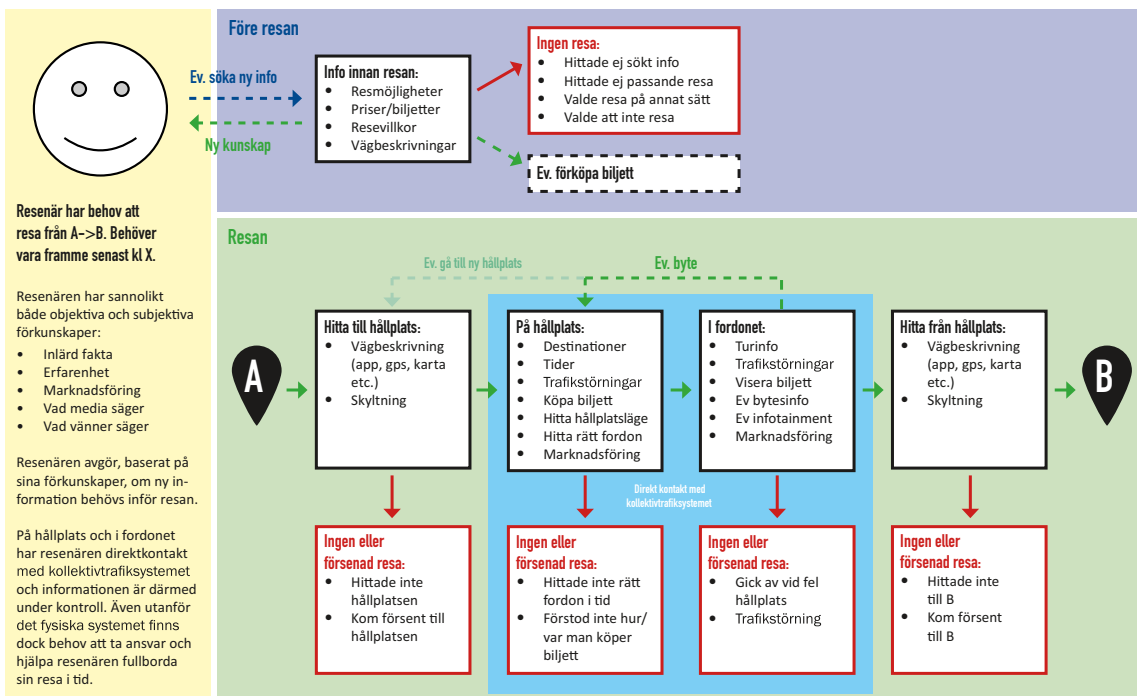 Resenär har behov att
resa från A->B. Behöver
vara framme senast kl X.
Resenären har sannolikt
både objektiva och subjektiva
förkunskaper:
• Inlärd fakta
• Erfarenhet
• Marknadsföring
• Vad media säger
• Vad vänner säger
Resenären avgör, baserat på
sina förkunskaper, om ny in-
formation behövs inför resan.
På hållplats och i fordonet
har resenären direktkontakt
med kollektivtrafiksystemet
och informationen är därmed
under kontroll. Även utanför
det fysiska systemet finns
dock behov att ta ansvar och
hjälpa resenären fullborda
sin resa i tid.
Före resan
Ev. söka ny info
Ny kunskap
Info innan resan:
• Resmöjligheter
• Priser/biljetter
• Resevillkor
• Vägbeskrivningar
Ingen resa:
• Hittade ej sökt info
• Hittade ej passande resa
• Valde resa på annat sätt
• Valde att inte resa
Ev. förköpa biljett
Resan
Ev. gå till ny hållplats
Ev. byte
A
Hitta till hållplats:
• Vägbeskrivning
(app, gps, karta
etc.)
• Skyltning
På hållplats:
• Destinationer
• Tider
• Trafikstörningar
• Köpa biljett
• Hitta hållplatsläge
• Hitta rätt fordon
• Marknadsföring
I fordonet:
• Turinfo
• Trafikstörningar
• Visera biljett
• Ev bytesinfo
• Ev infotainment
• Marknadsföring
Hitta från hållplats:
• Vägbeskrivning
(app, gps, karta
etc.)
• Skyltning
B
Direkt kontakt med
kollektivtrafiksystemet
Ingen eller
försenad resa:
• Hittade inte
hållplatsen
• Kom försent till
hållplatsen
Ingen eller
försenad resa:
• Hittade inte rätt
fordon i tid
• Förstod inte hur/
var man köper
biljett
Ingen eller
försenad resa:
• Gick av vid fel
hållplats
• Trafikstörning
Ingen eller
försenad resa:
• Hittade inte
till B
• Kom försent
till B